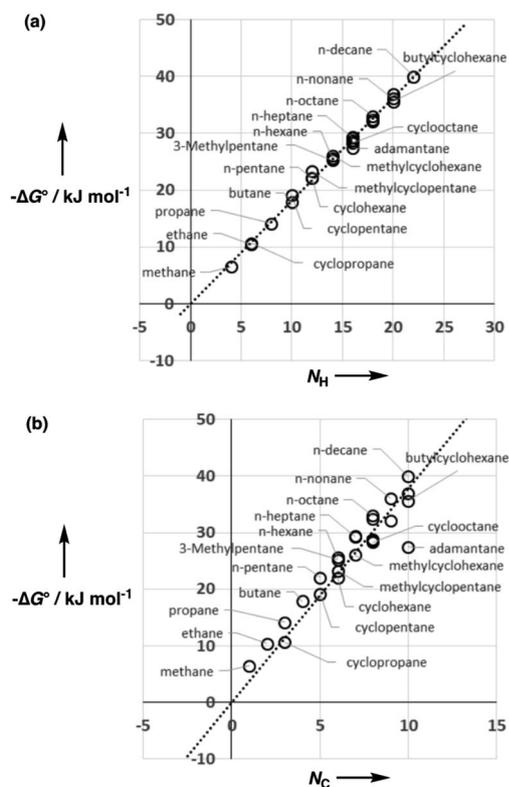 (a)
50
n-decane
butylcyclohexane
40
n-nonane
n-octane
n-heptane
30
cyclooctane
n-hexane
3-Methylpentane
adamantane
methylcyclohexane
-ΔG° / kJ mol-1
n-pentane
20
methylcyclopentane
butane
cyclohexane
propane
cyclopentane
ethane
10
cyclopropane
methane
0
-5 0 5 10 15 20 25 30
-10
NH
(b)
50
n-decane
butylcyclohexane
40
n-nonane
n-octane
n-heptane
30
cyclooctane
n-hexane
3-Methylpentane
adamantane
n-pentane
methylcyclohexane
-ΔG° / kJ mol-1
20
methylcyclopentane
butane
cyclohexane
propane
cyclopentane
ethane
10
cyclopropane
methane
0
-5 0 5 10 15
-10
NC